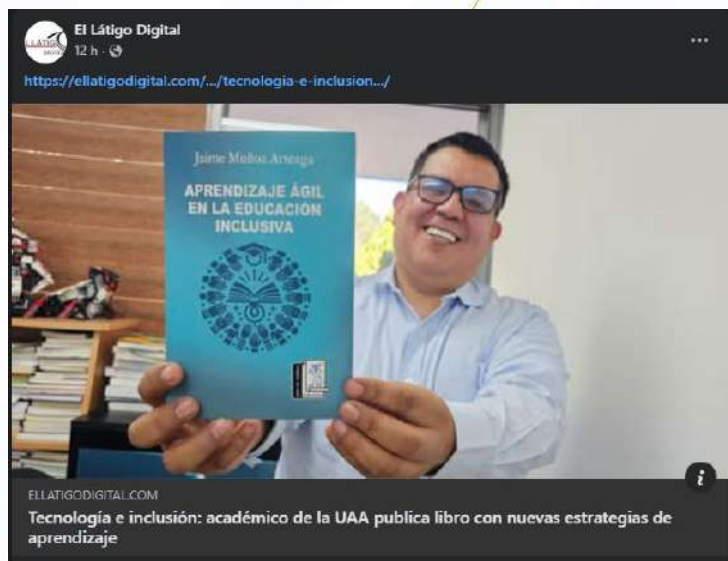 El Látigo Digital
12 h
https://ellatigodigital.com/.../tecnologia-e-inclusion.../
Jaime Muñoz Arteaga
APRENDIZAJE ÁGIL
EN LA EDUCACIÓN
INCLUSIVA
ELLATIGODIGITAL.COM
Tecnología e inclusión: académico de la UAA publica libro con nuevas estrategias de
aprendizaje